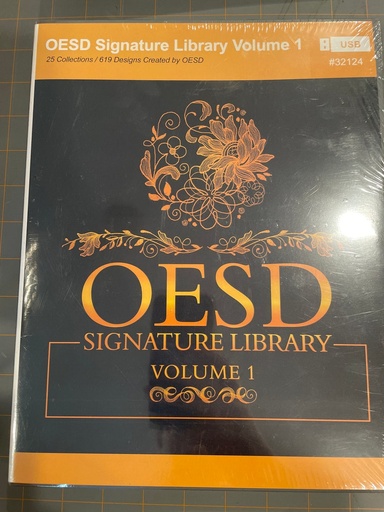 OESD Signature Library Volume 1
USB
25 Collections / 619 Designs Created by OESD
#32124
OESD
SIGNATURE LIBRARY
VOLUME 1